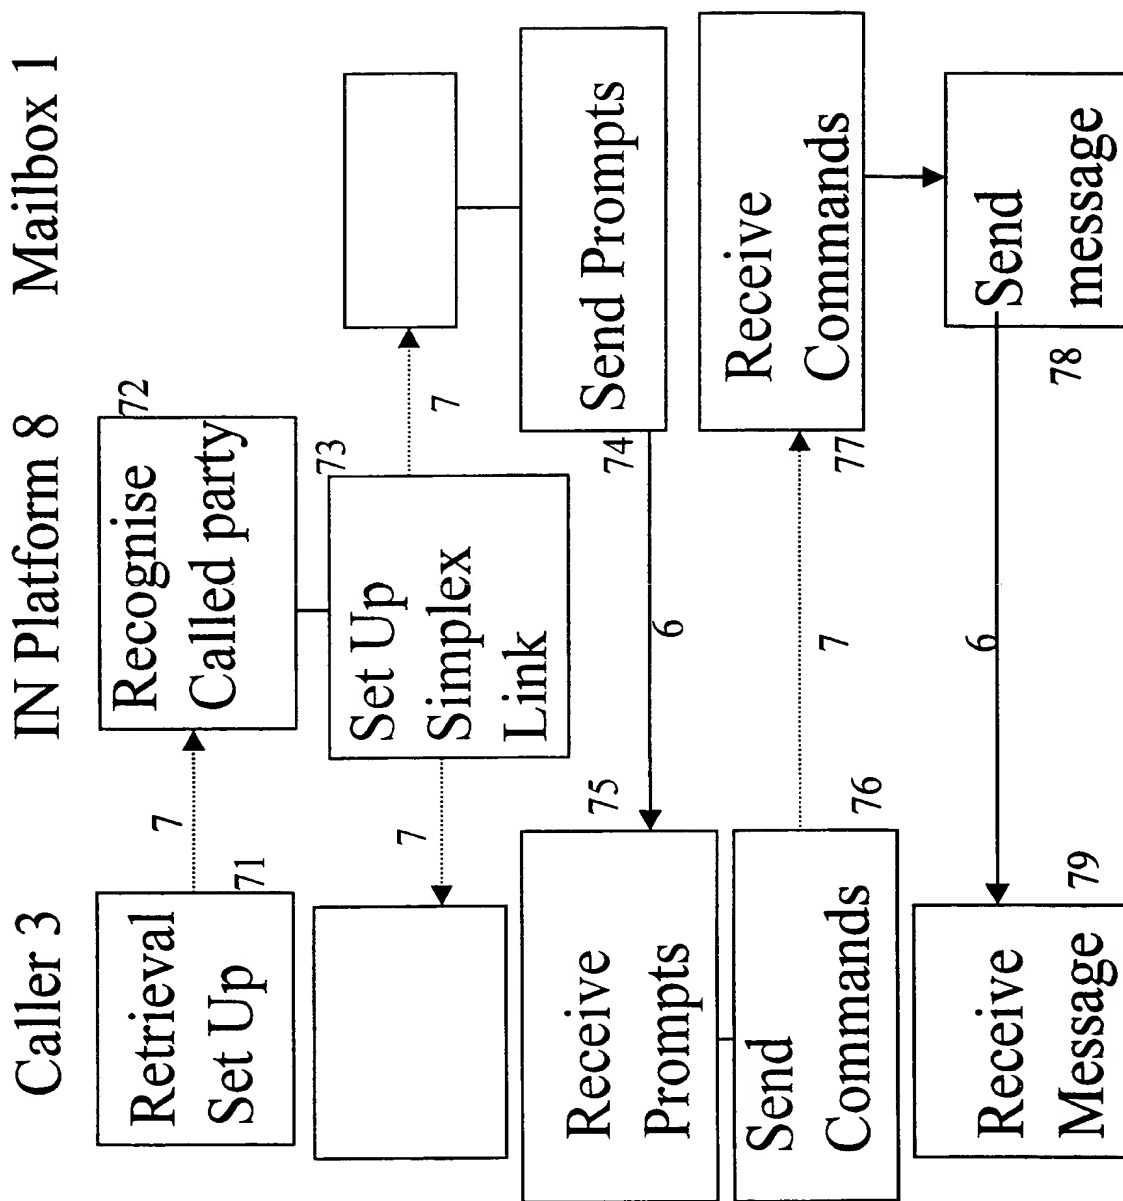 Caller 3
IN Platform 8
Mailbox 1
Retrieval
Set Up
71
7
Recognise
Called party
72
Set Up
Simplex
Link
73
7
7
Send Prompts
74
6
Receive
Prompts
75
Send
Commands
76
7
Receive
Commands
77
Send
message
78
6
Receive
Message
79